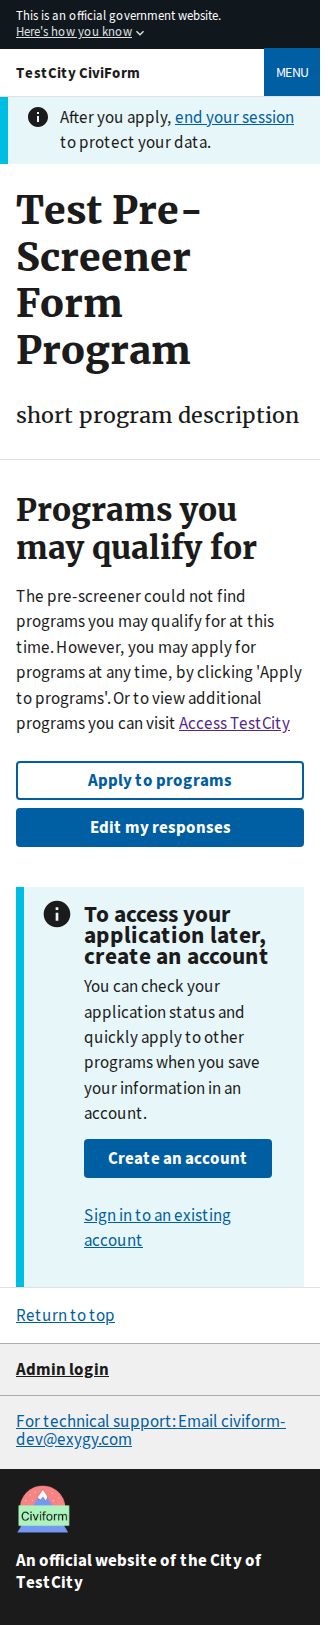 This is an official government website.
Here's how you know
TestCity CiviForm
MENU
After you apply, end your session
to protect your data.
Test Pre-
Screener
Form
Program
short program description
Programs you
may qualify for
The pre-screener could not find
programs you may qualify for at this
time. However, you may apply for
programs at any time, by clicking 'Apply
to programs'. Or to view additional
programs you can visit Access TestCity
Apply to programs
Edit my responses
To access your
application later,
create an account
You can check your
application status and
quickly apply to other
programs when you save
your information in an
account.
Create an account
Sign in to an existing
account
Return to top
Admin login
For technical support: Email civiform-
dev@exygy.com
Civiform
An official website of the City of
TestCity